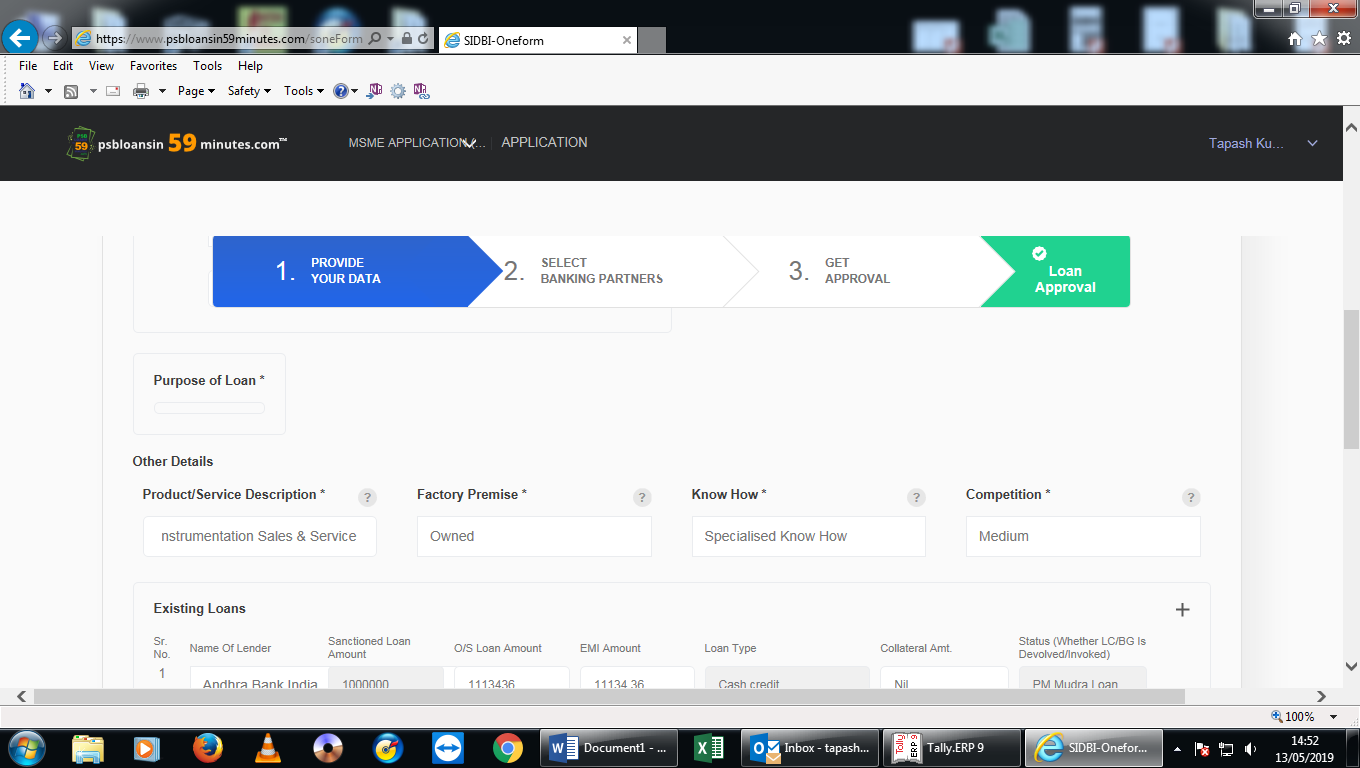 https://www.psbloansin59minutes.com/soneForm
SIDBI-Oneform
File Edit View Favorites Tools Help
Page Safety Tools
psbloansin 59 minutes.com™
MSME APPLICATION ... APPLICATION
Tapash Ku...
1. PROVIDE YOUR DATA
2. SELECT BANKING PARTNERS
3. GET APPROVAL
Loan Approval
Purpose of Loan *
Other Details
Product/Service Description * ? Factory Premise * ? Know How * ? Competition * ?
nstrumentation Sales & Service Owned Specialised Know How Medium
Existing Loans +
Sr. No. Name Of Lender Sanctioned Loan Amount O/S Loan Amount EMI Amount Loan Type Collateral Amt. Status (Whether LC/BG Is Devolved/Invoked)
1 Andhra Bank India 1000000 1113436 11134.36 Cash credit Nil PM Mudra Loan
100%
Document1 - ... Inbox - tapash... Tally.ERP 9 SIDBI-Onefor...
14:52
13/05/2019